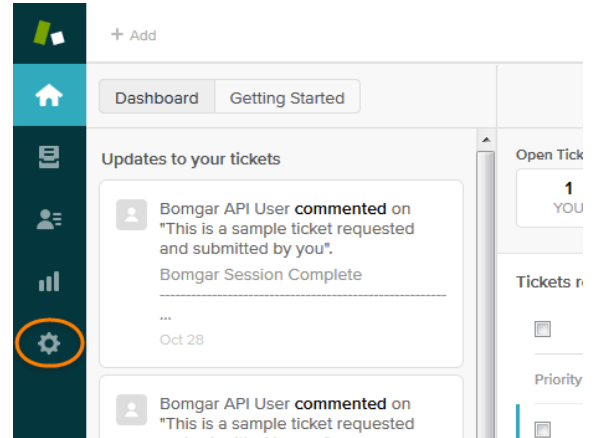 + Add
Dashboard
Getting Started
Updates to your tickets
Bomgar API User commented on
"This is a sample ticket requested
and submitted by you".
Bomgar Session Complete
--------------------------------------------------------
...
Oct 28
Bomgar API User commented on
"This is a sample ticket requested
Open Tick
1
YOU
Tickets r
Priority